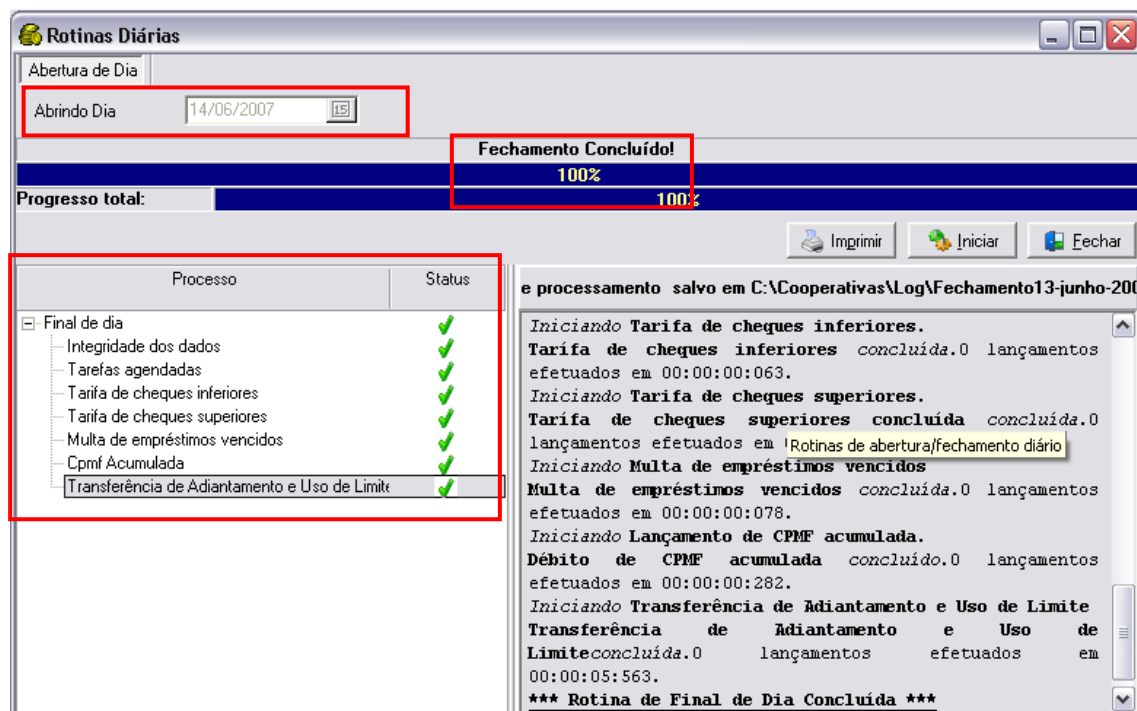 Rotinas Diárias
Abertura de Dia
Abrindo Dia 14/06/2007 15
Fechamento Concluído!
100%
Progresso total: 100%
Imprimir Iniciar Fechar
Processo Status
Final de dia
Integridade dos dados
Tarefas agendadas
Tarifa de cheques inferiores
Tarifa de cheques superiores
Multa de empréstimos vencidos
Cpmf Acumulada
Transferência de Adiantamento e Uso de Limite
e processamento salvo em C:\Cooperativas\Log\Fechamento13-junho-200
Iniciando Tarifa de cheques inferiores.
Tarífa de cheques inferiores concluída.0 lançamentos
efetuados em 00:00:00:063.
Iniciando Tarifa de cheques superiores.
Tarífa de cheques superiores concluída concluída.0
lançamentos efetuados em
Rotinas de abertura/fechamento diário
Iniciando Multa de empréstimos vencidos
Multa de empréstimos vencidos concluída.0 lançamentos
efetuados em 00:00:00:078.
Iniciando Lançamento de CPMF acumulada.
Débito de CPMF acumulada concluído.0 lançamentos
efetuados em 00:00:00:282.
Iniciando Transferência de Adiantamento e Uso de Limite
Transferência de Adiantamento e Uso de
Limiteconcluída.0 lançamentos efetuados em
00:00:05:563.
*** Rotina de Final de Dia Concluída ***